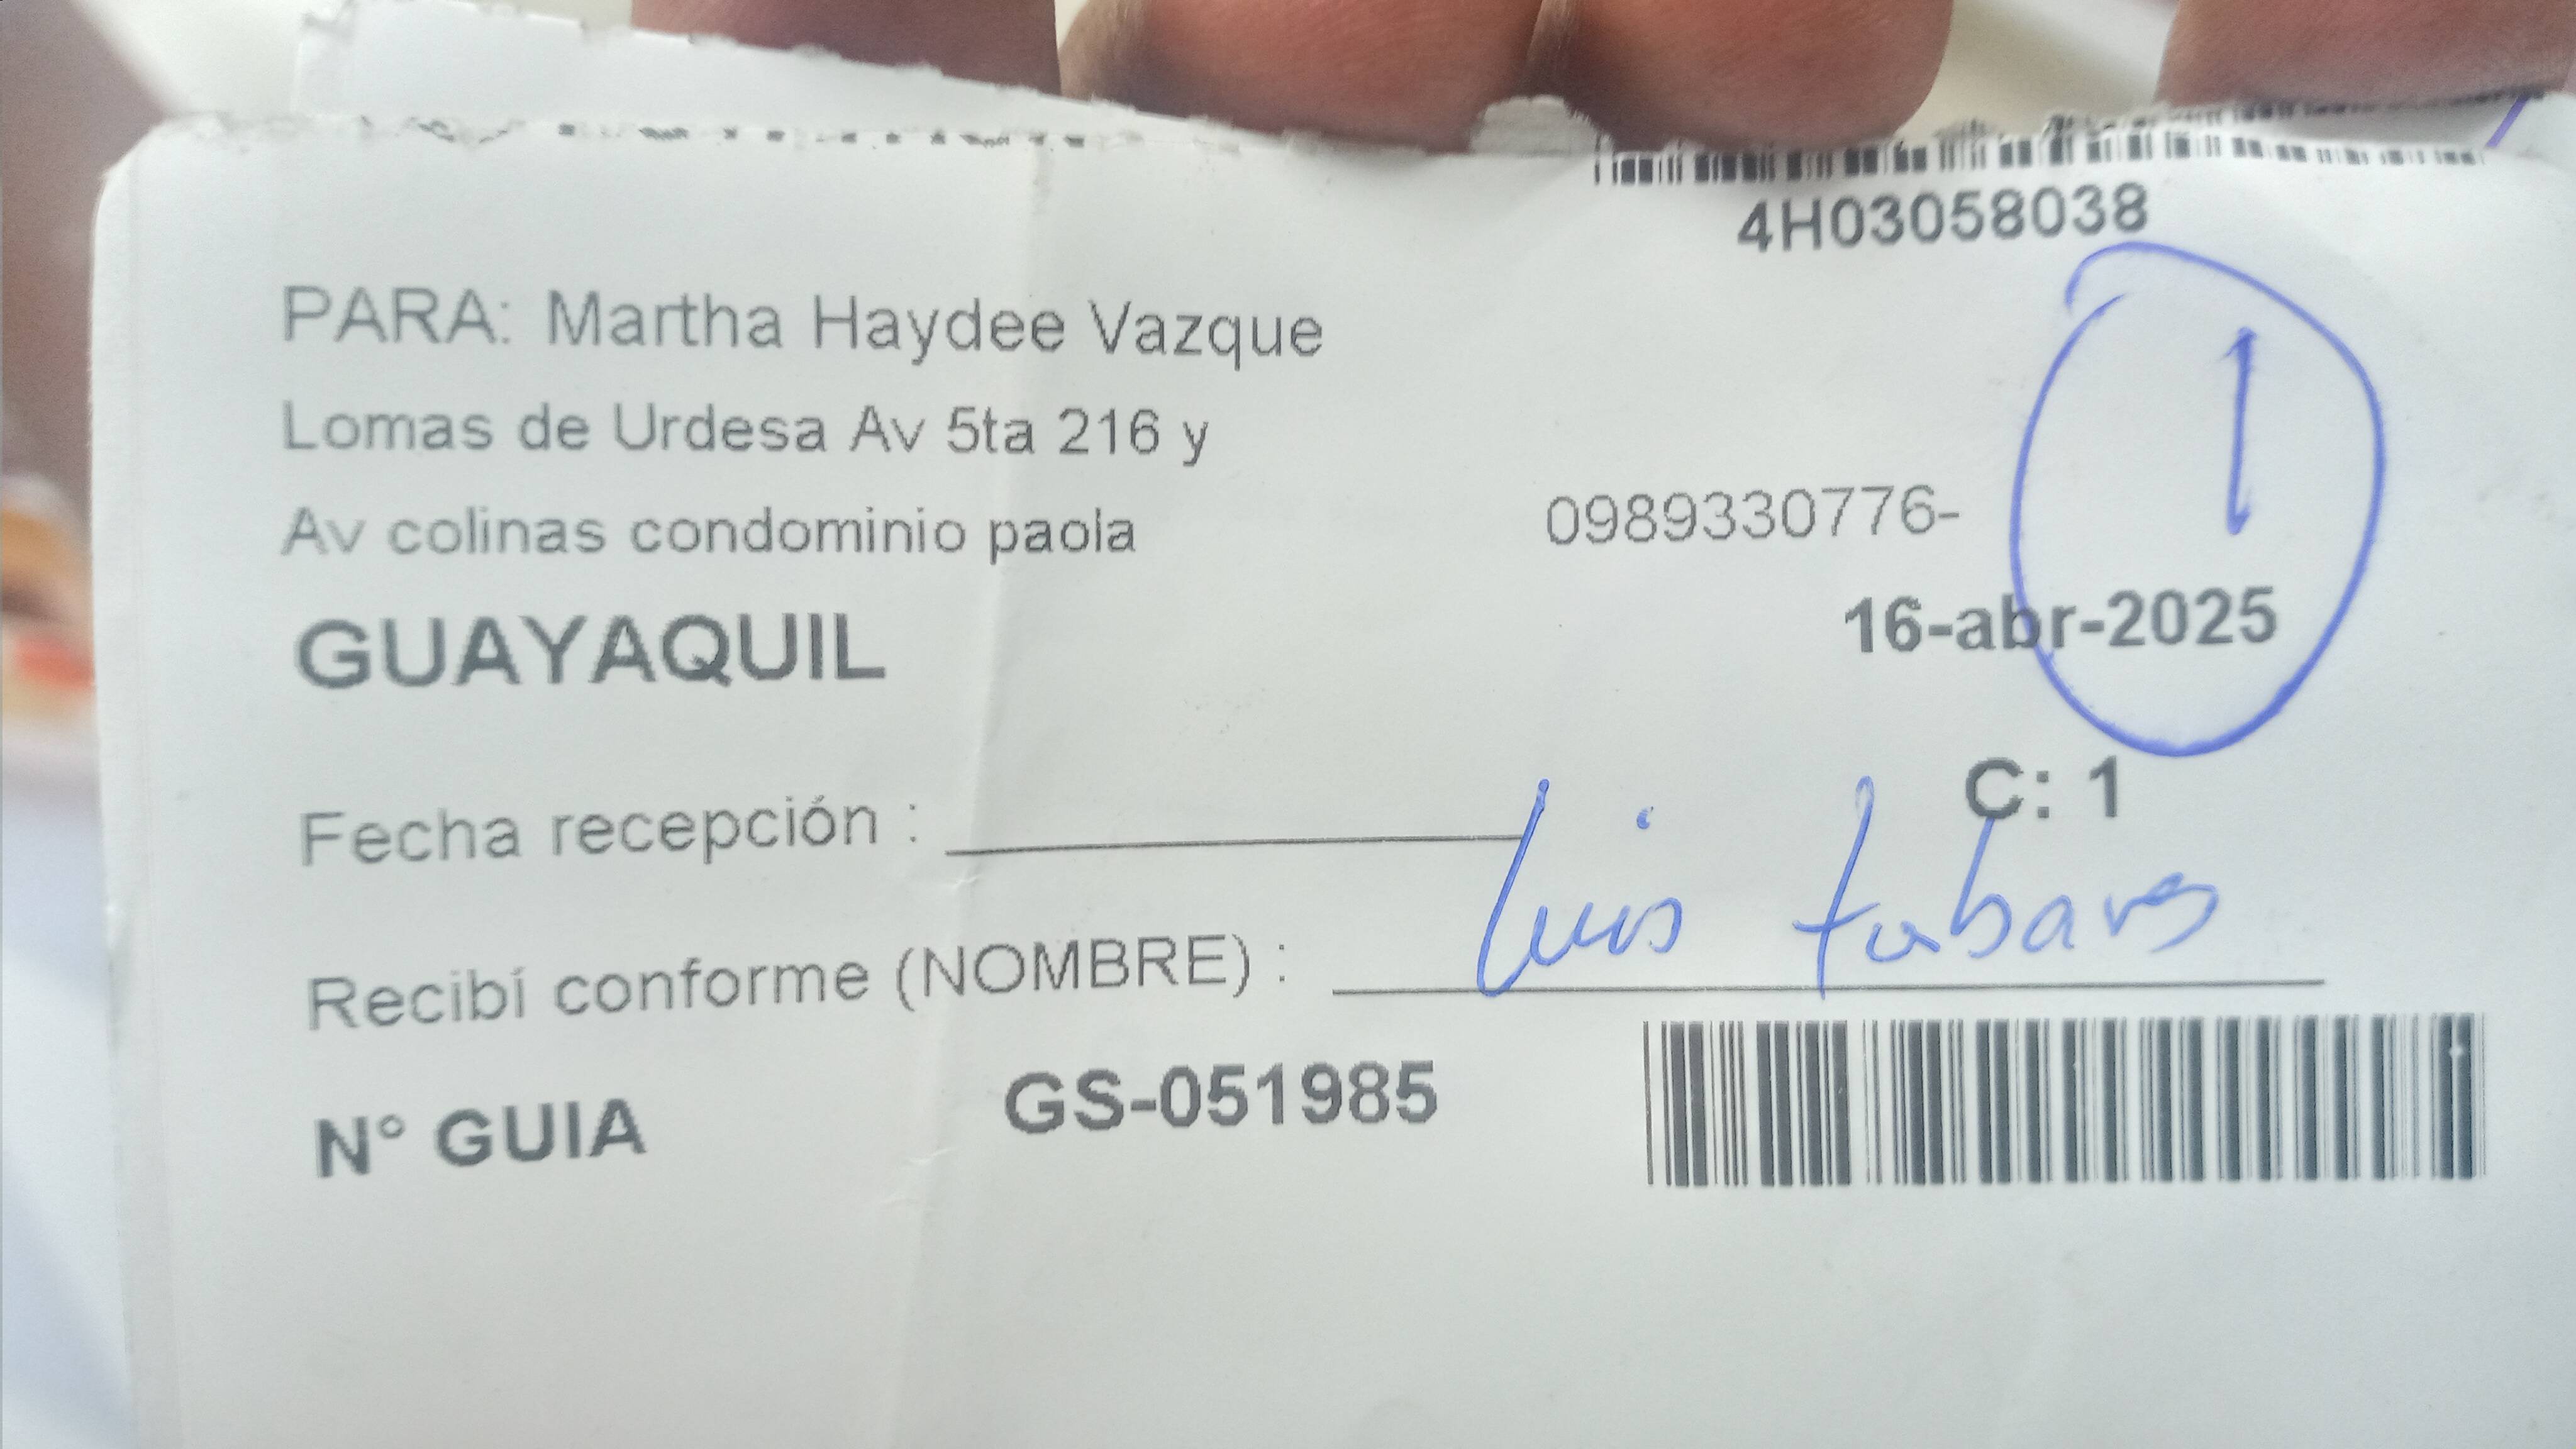 4H03058038
PARA: Martha Haydee Vazque
Lomas de Urdesa Av 5ta 216 y
Av colinas condominio paola
0989330776-
1
GUAYAQUIL
16-abr-2025
C: 1
Fecha recepción :
Recibí conforme (NOMBRE) : Luis tabares
N° GUIA GS-051985